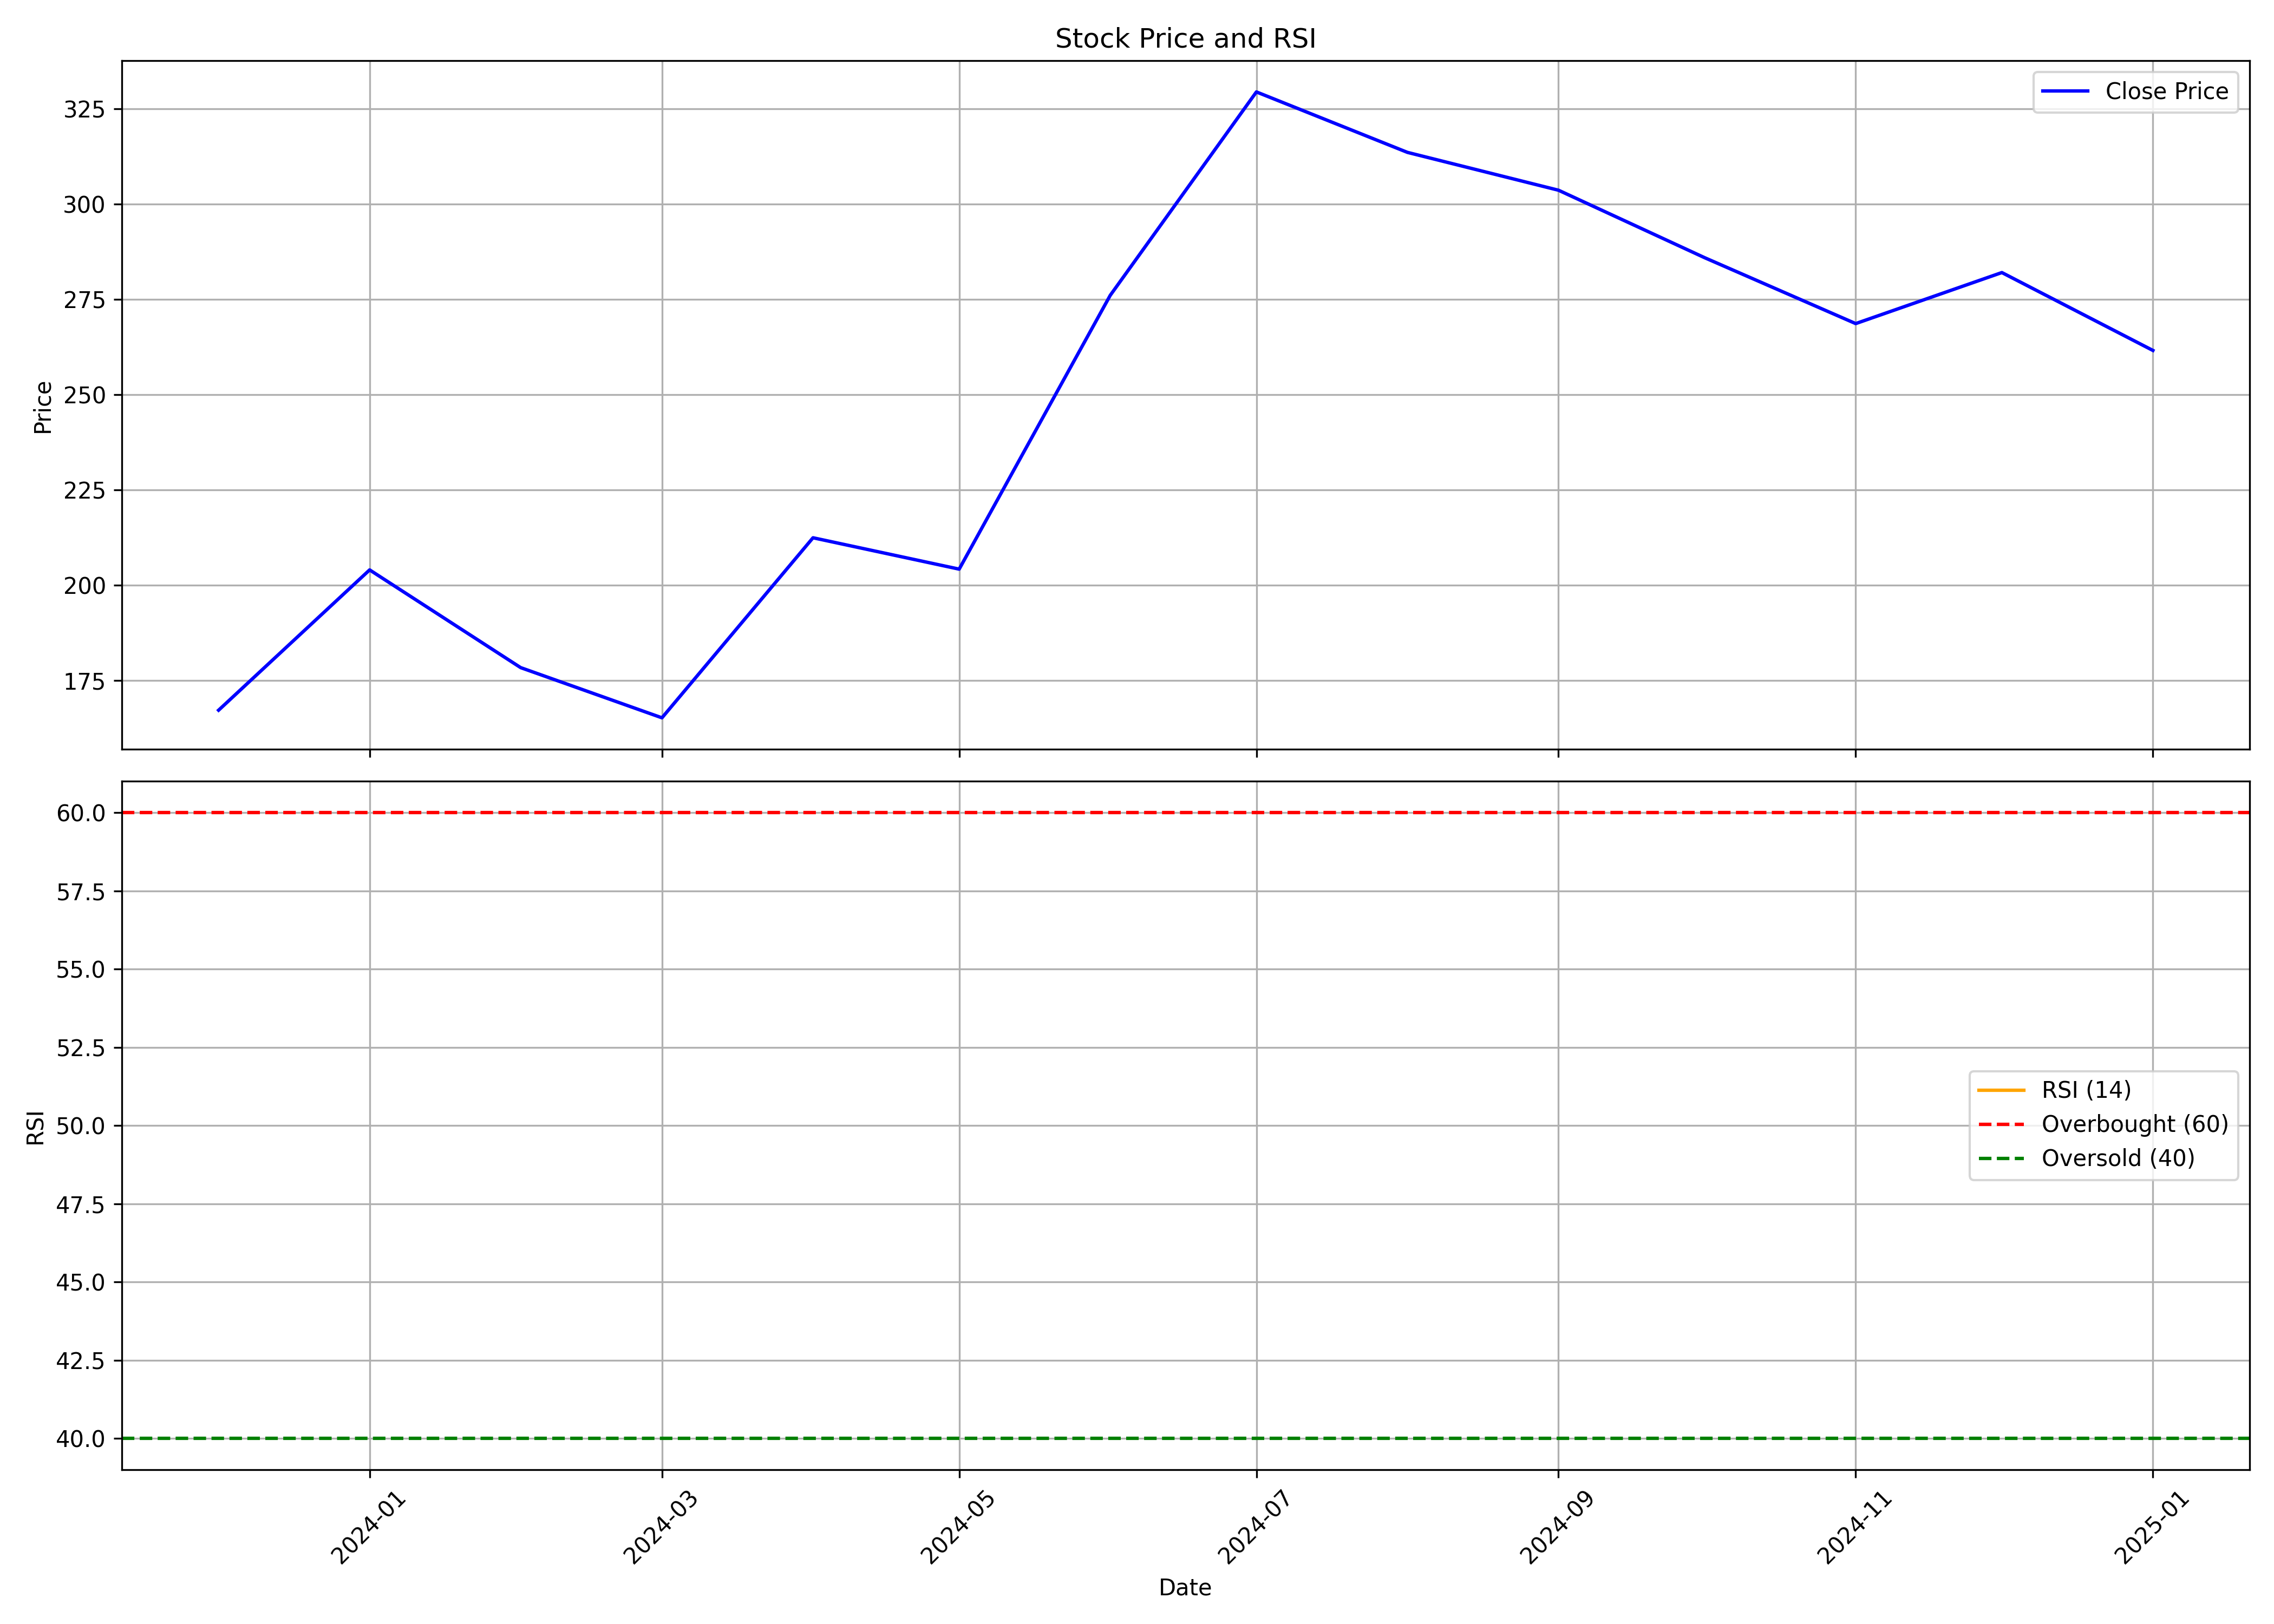 Stock Price and RSI
Close Price
325
300
275
250
225
200
175
Price
60.0
57.5
55.0
52.5
50.0
47.5
45.0
42.5
40.0
RSI
RSI (14)
Overbought (60)
Oversold (40)
2024-01
2024-03
2024-05
2024-07
2024-09
2024-11
2025-01
Date